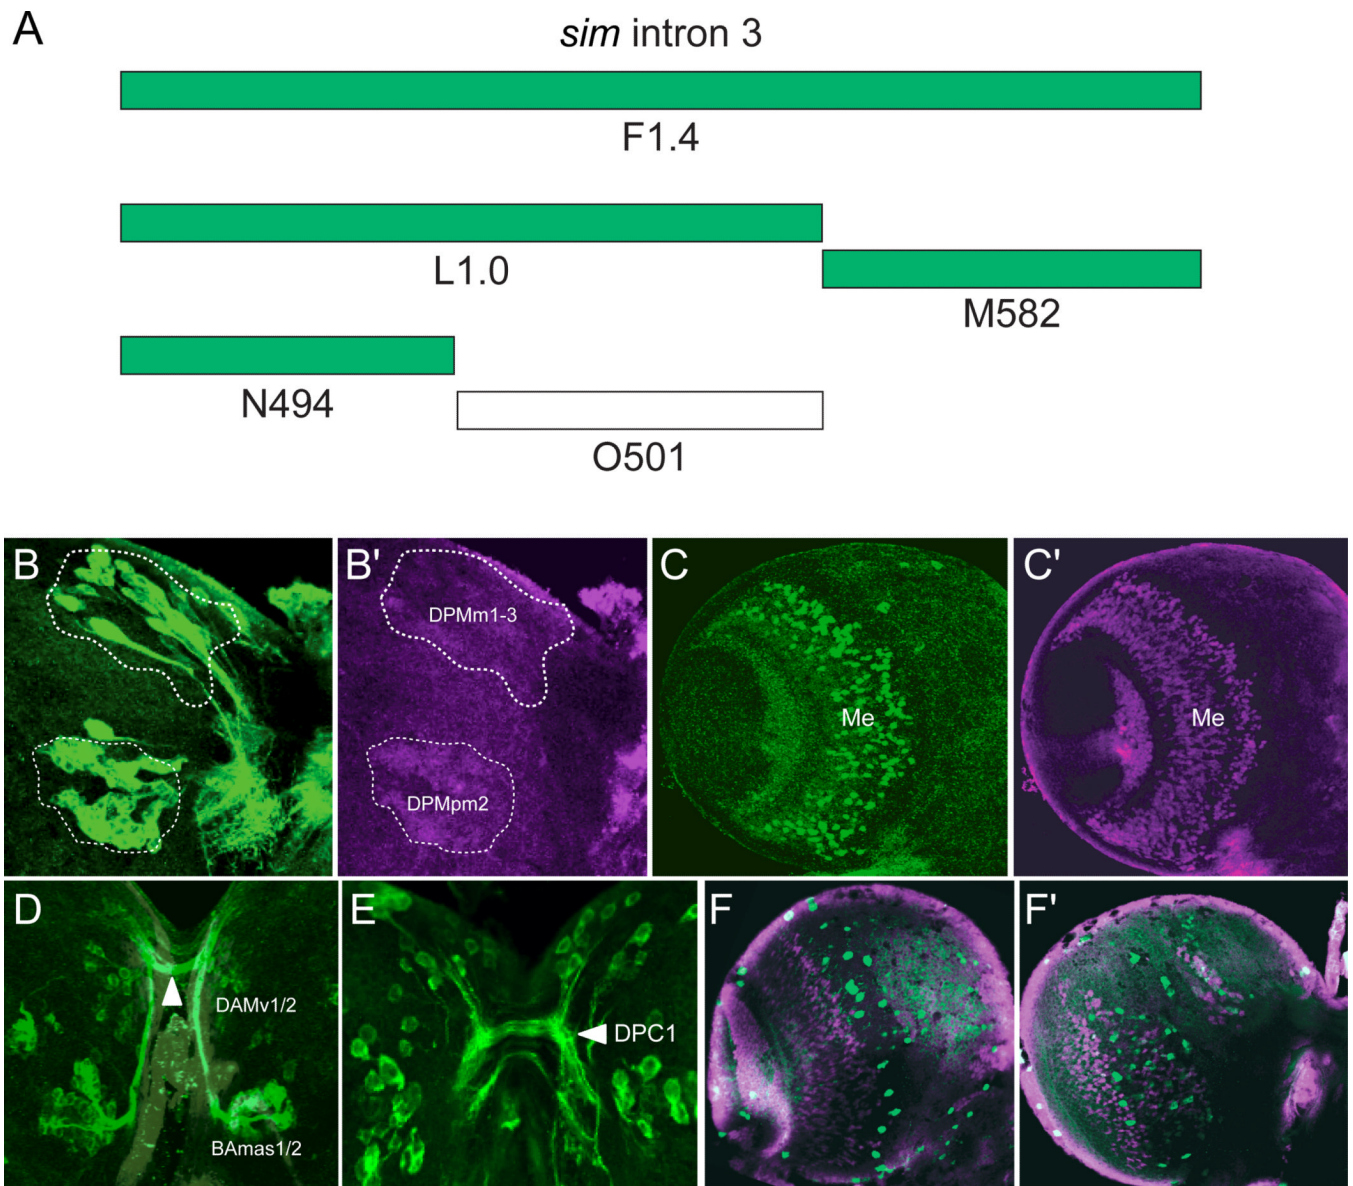 A
sim intron 3
F1.4
L1.0
M582
N494
O501
B
B'
DPMm1-3
DPMpm2
C
Me
C'
Me
D
DAMv1/2
BAmas1/2
E
DPC1
F
F'